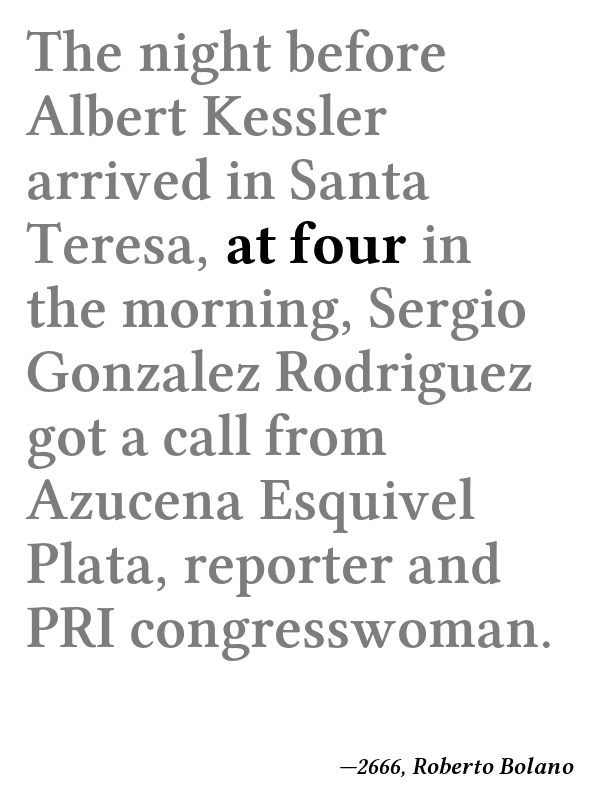 The night before
Albert Kessler
arrived in Santa
Teresa, at four in
the morning, Sergio
Gonzalez Rodriguez
got a call from
Azucena Esquivel
Plata, reporter and
PRI congresswoman.
—2666, Roberto Bolano